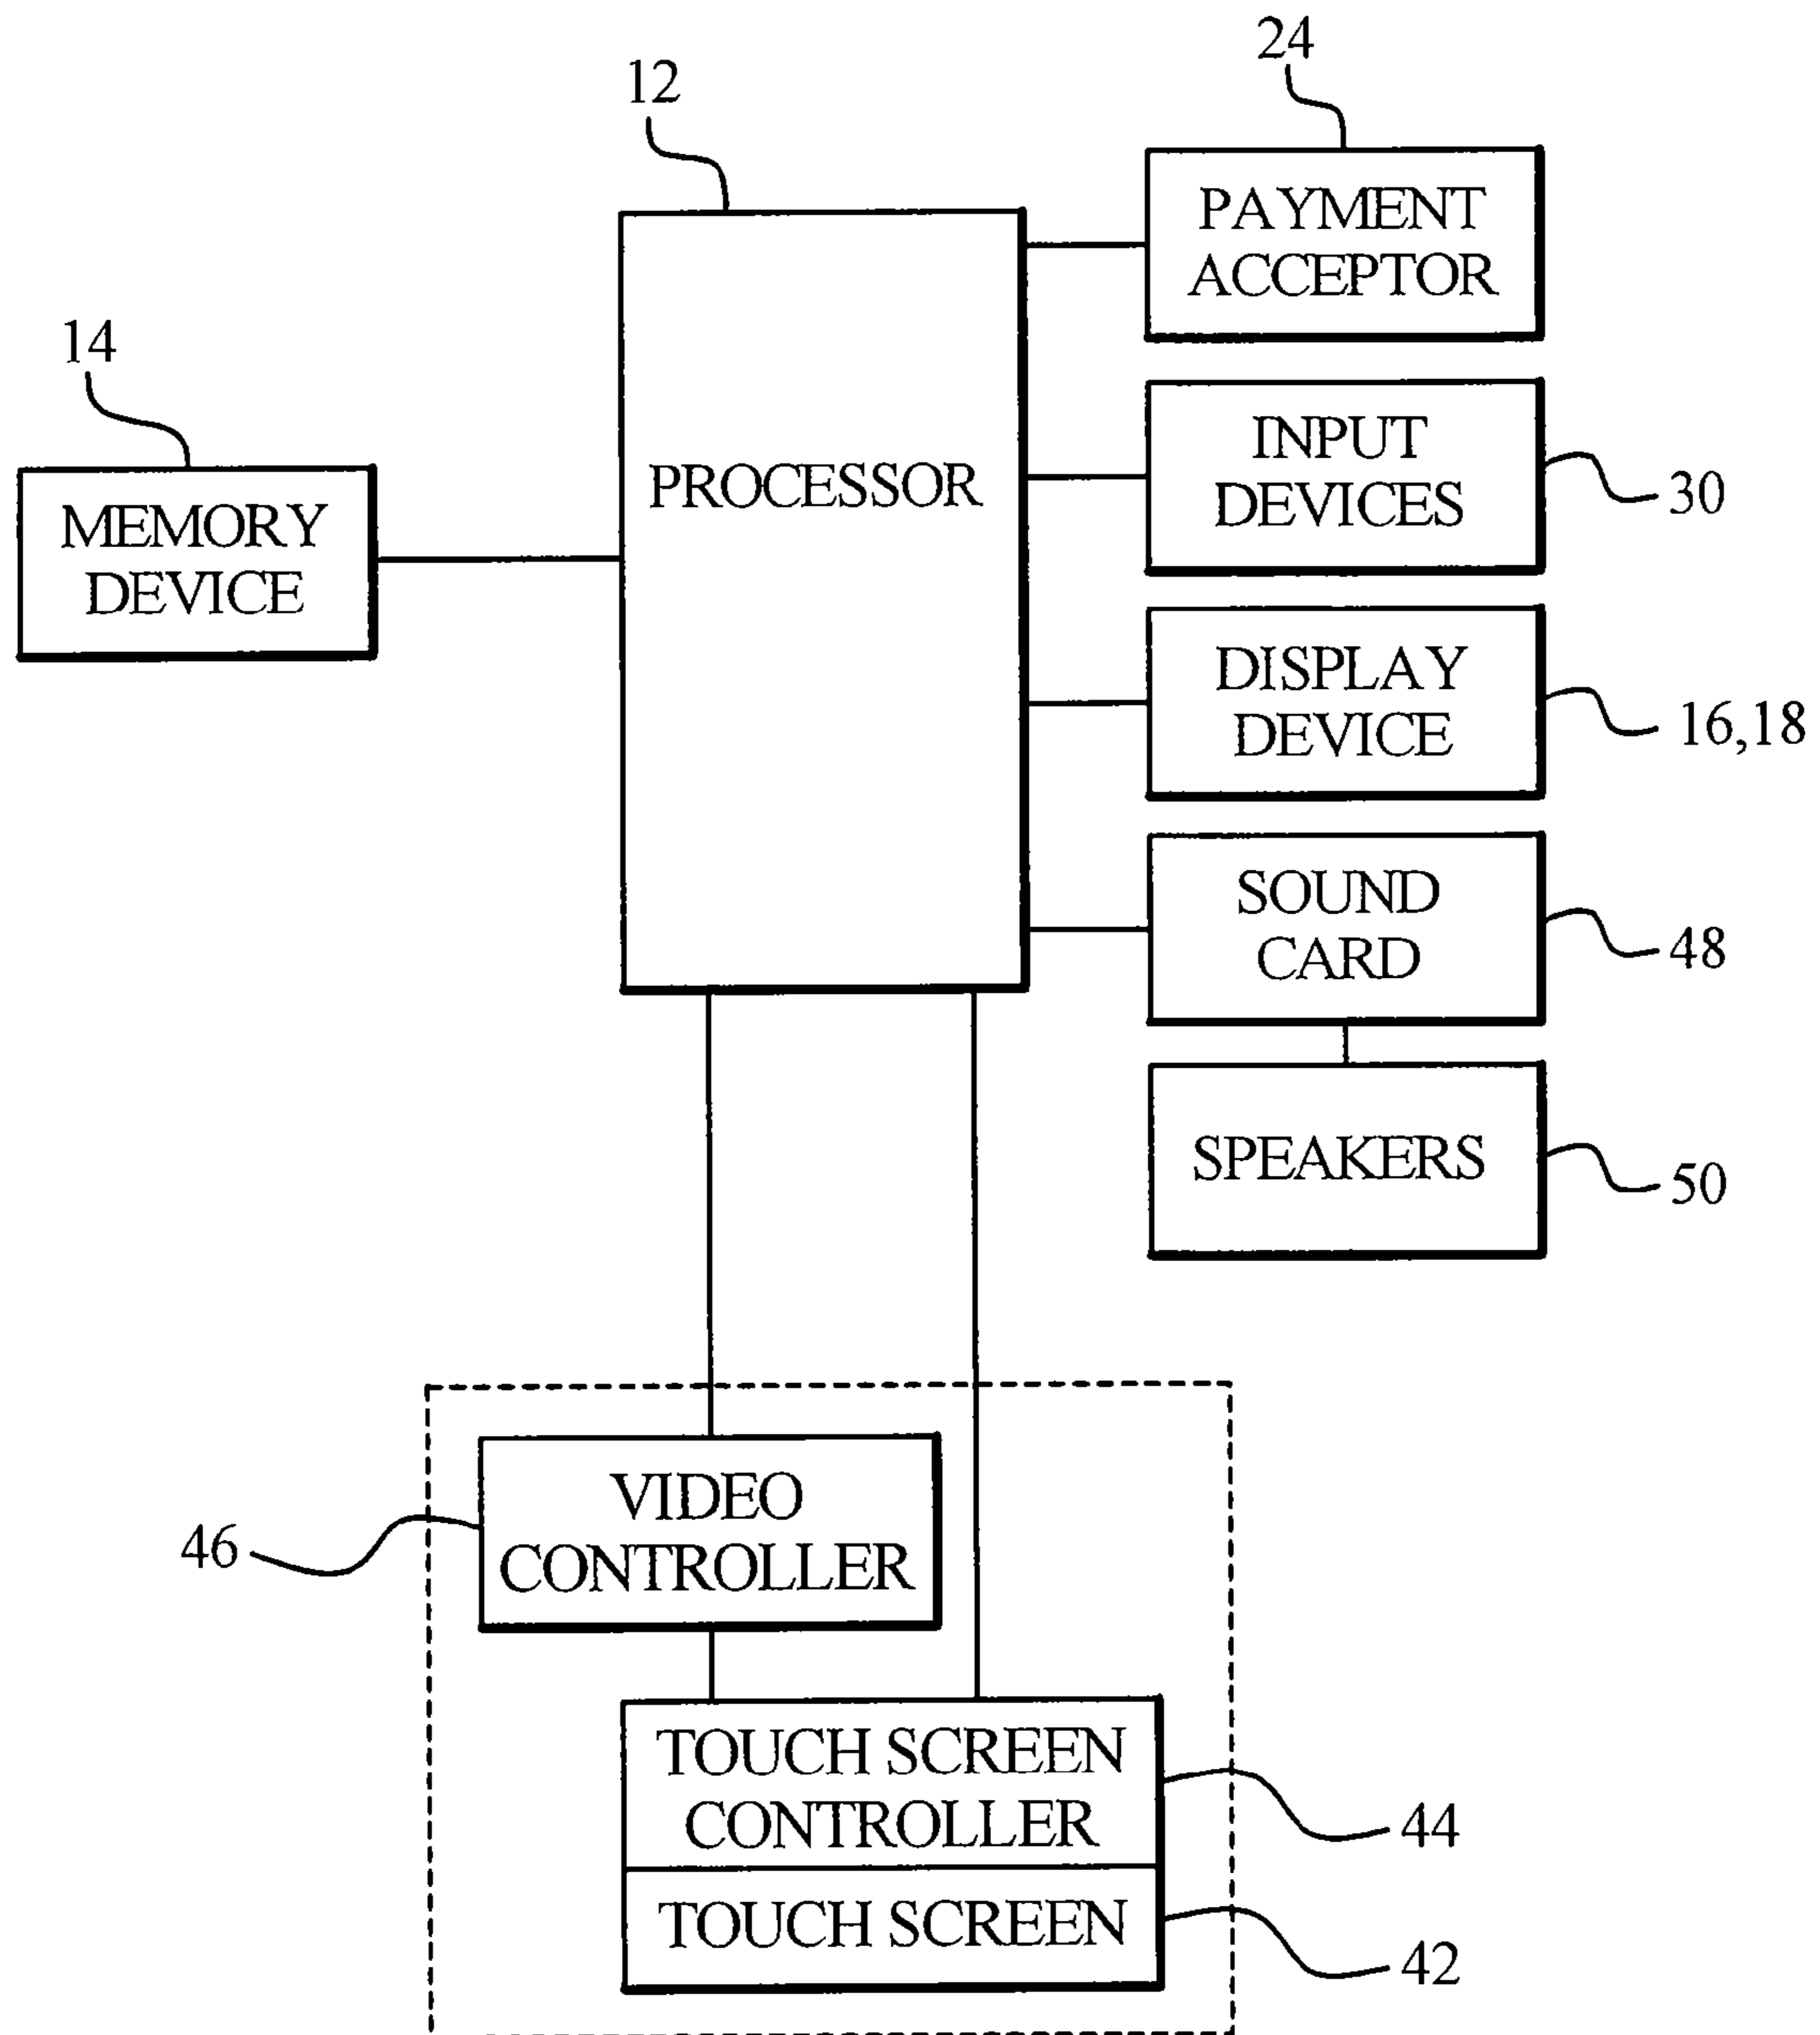 24
12
PAYMENT
ACCEPTOR
14
INPUT
DEVICES
30
PROCESSOR
MEMORY
DEVICE
DISPLAY
DEVICE
16,18
SOUND
CARD
48
SPEAKERS
50
VIDEO
CONTROLLER
46
TOUCH SCREEN
CONTROLLER
44
TOUCH SCREEN
42